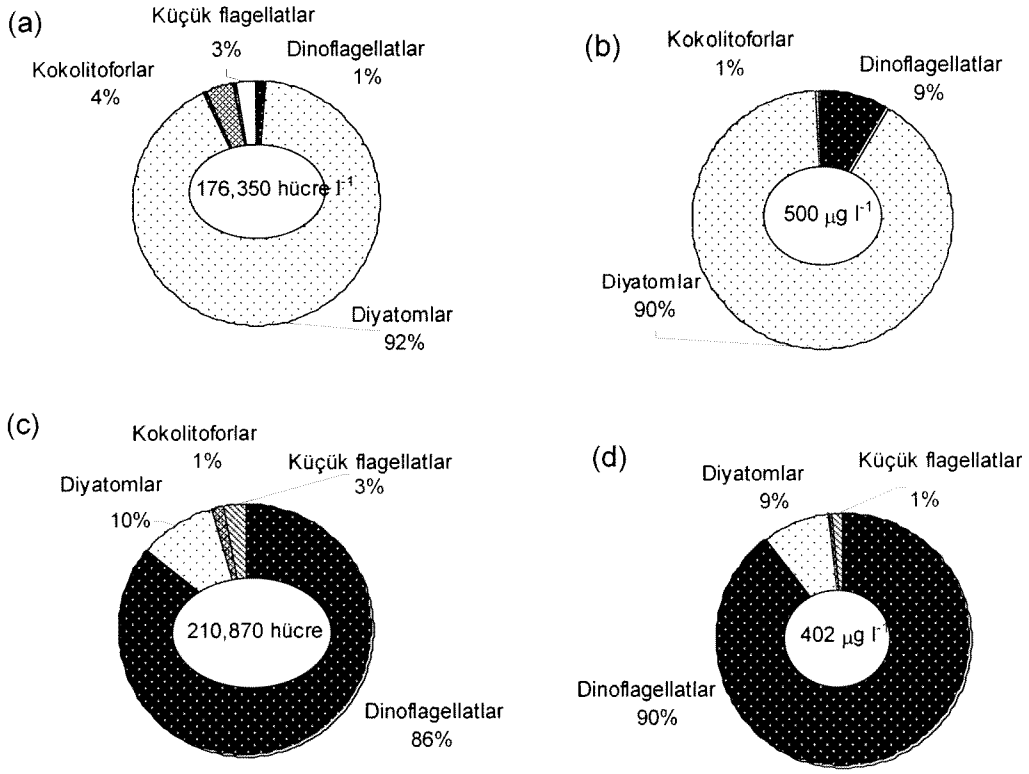 (a)
Küçük flagellatlar
3%
Dinoflagellatlar
1%
Kokolitoforlar
4%
176,350 hücre l-1
Diyatomlar
92%
(b)
Kokolitoforlar
1%
Dinoflagellatlar
9%
500 µg l-1
Diyatomlar
90%
(c)
Kokolitoforlar
1%
Küçük flagellatlar
3%
Diyatomlar
10%
210,870 hücre
Dinoflagellatlar
86%
(d)
Küçük flagellatlar
1%
Diyatomlar
9%
402 µg l-1
Dinoflagellatlar
90%